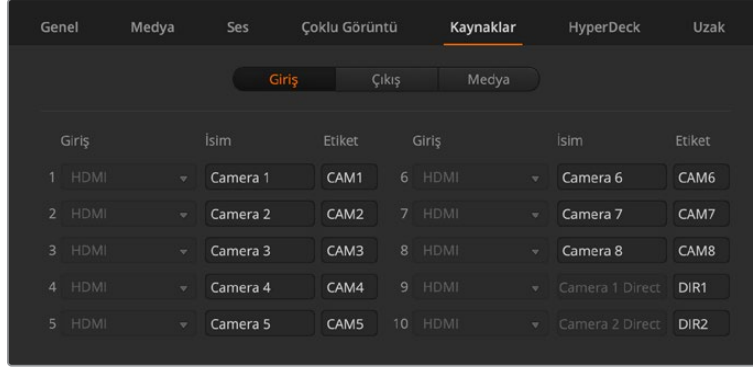 Genel Medya Ses Çoklu Görüntü Kaynaklar HyperDeck Uzak
Giriş Çıkış Medya
Giriş İsim Etiket Giriş İsim Etiket
1 HDMI Camera 1 CAM1 6 HDMI Camera 6 CAM6
2 HDMI Camera 2 CAM2 7 HDMI Camera 7 CAM7
3 HDMI Camera 3 CAM3 8 HDMI Camera 8 CAM8
4 HDMI Camera 4 CAM4 9 HDMI Camera 1 Direct DIR1
5 HDMI Camera 5 CAM5 10 HDMI Camera 2 Direct DIR2